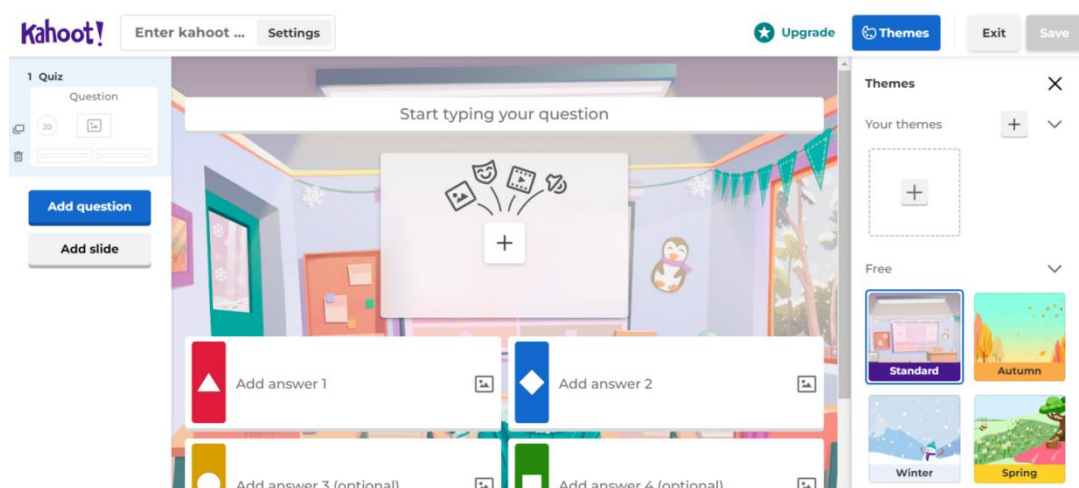 Kahoot!
Enter kahoot ...
Settings
Upgrade
Themes
Exit
Save
1 Quiz
Question
20
Add question
Add slide
Start typing your question
Add answer 1
Add answer 2
Add answer 3 (optional)
Add answer 4 (optional)
Themes
Your themes
Free
Standard
Autumn
Winter
Spring